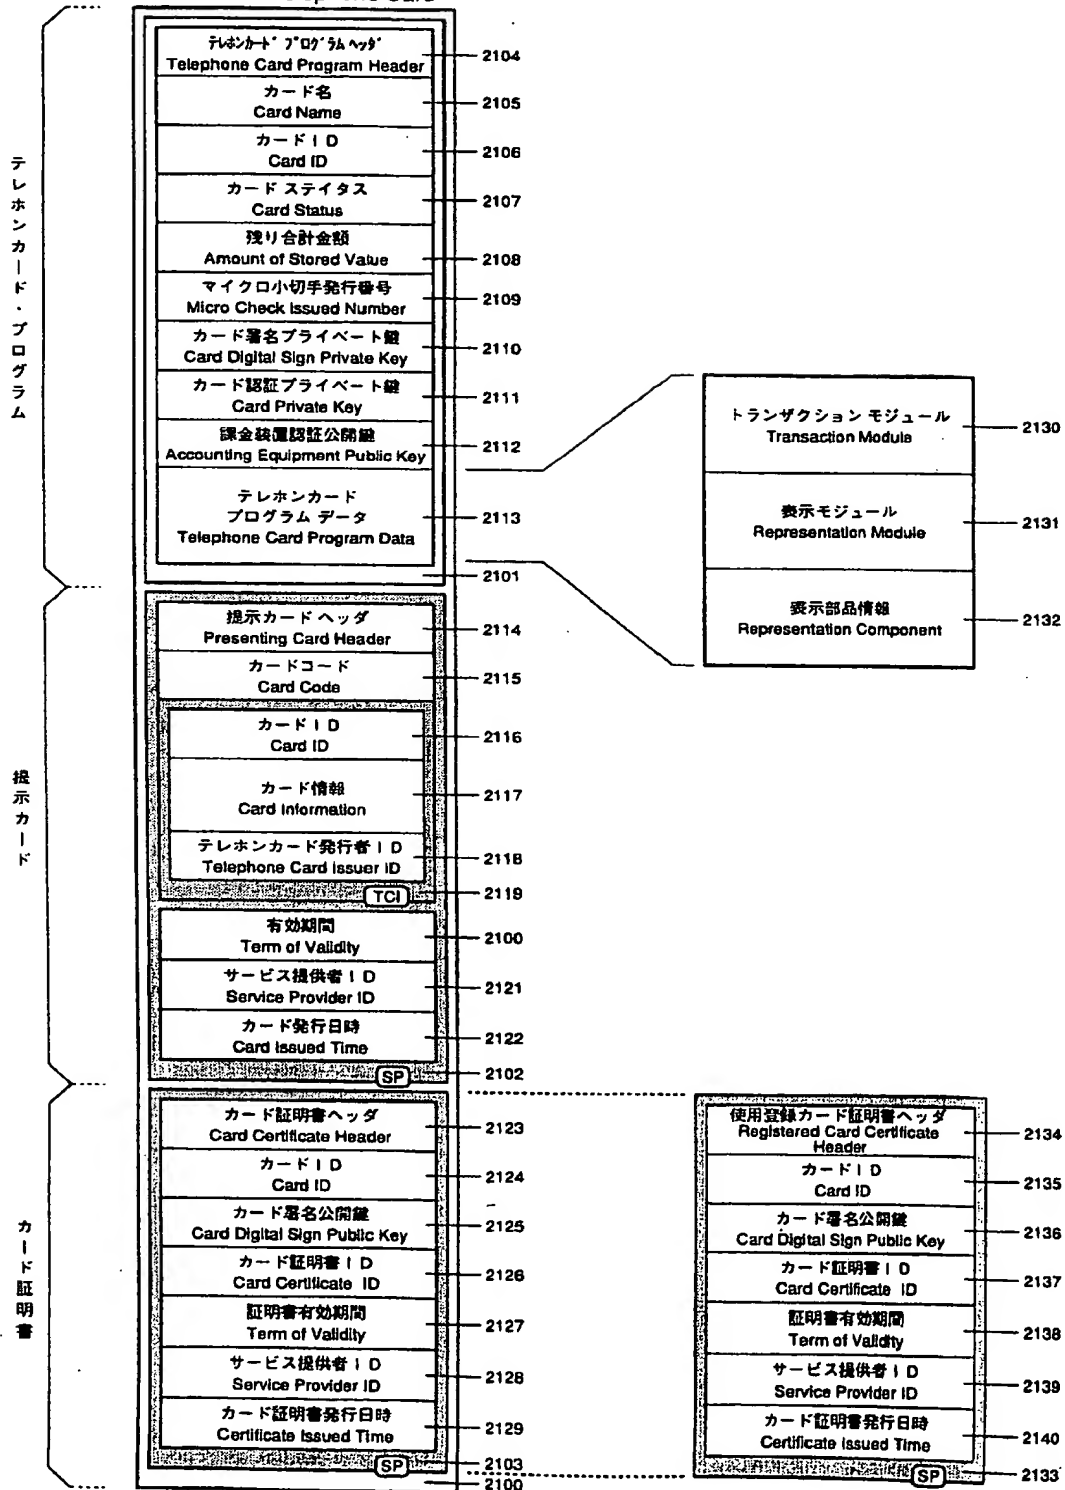 テレホンカード プログラム ヘッダ
Telephone Card Program Header
2104
カード名
Card Name
2105
カードID
Card ID
2106
カード ステイタス
Card Status
2107
残り合計金額
Amount of Stored Value
2108
マイクロ小切手発行番号
Micro Check Issued Number
2109
カード署名プライベート鍵
Card Digital Sign Private Key
2110
カード認証プライベート鍵
Card Private Key
2111
課金装置認証公開鍵
Accounting Equipment Public Key
2112
テレホンカード
プログラム データ
Telephone Card Program Data
2113
2101
テレホンカード・プログラム
トランザクション モジュール
Transaction Module
2130
表示モジュール
Representation Module
2131
表示部品情報
Representation Component
2132
提示カード ヘッダ
Presenting Card Header
2114
カードコード
Card Code
2115
カードID
Card ID
2116
カード情報
Card Information
2117
テレホンカード発行者ID
Telephone Card Issuer ID
2118
TCI
2119
有効期間
Term of Validity
2100
サービス提供者ID
Service Provider ID
2121
カード発行日時
Card Issued Time
2122
SP
2102
提示カード
カード証明書ヘッダ
Card Certificate Header
2123
カードID
Card ID
2124
カード署名公開鍵
Card Digital Sign Public Key
2125
カード証明書ID
Card Certificate ID
2126
証明書有効期間
Term of Validity
2127
サービス提供者ID
Service Provider ID
2128
カード証明書発行日時
Certificate Issued Time
2129
SP
2103
2100
カード証明書
使用登録カード証明書ヘッダ
Registered Card Certificate
Header
2134
カードID
Card ID
2135
カード署名公開鍵
Card Digital Sign Public Key
2136
カード証明書ID
Card Certificate ID
2137
証明書有効期間
Term of Validity
2138
サービス提供者ID
Service Provider ID
2139
カード証明書発行日時
Certificate Issued Time
2140
SP
2133